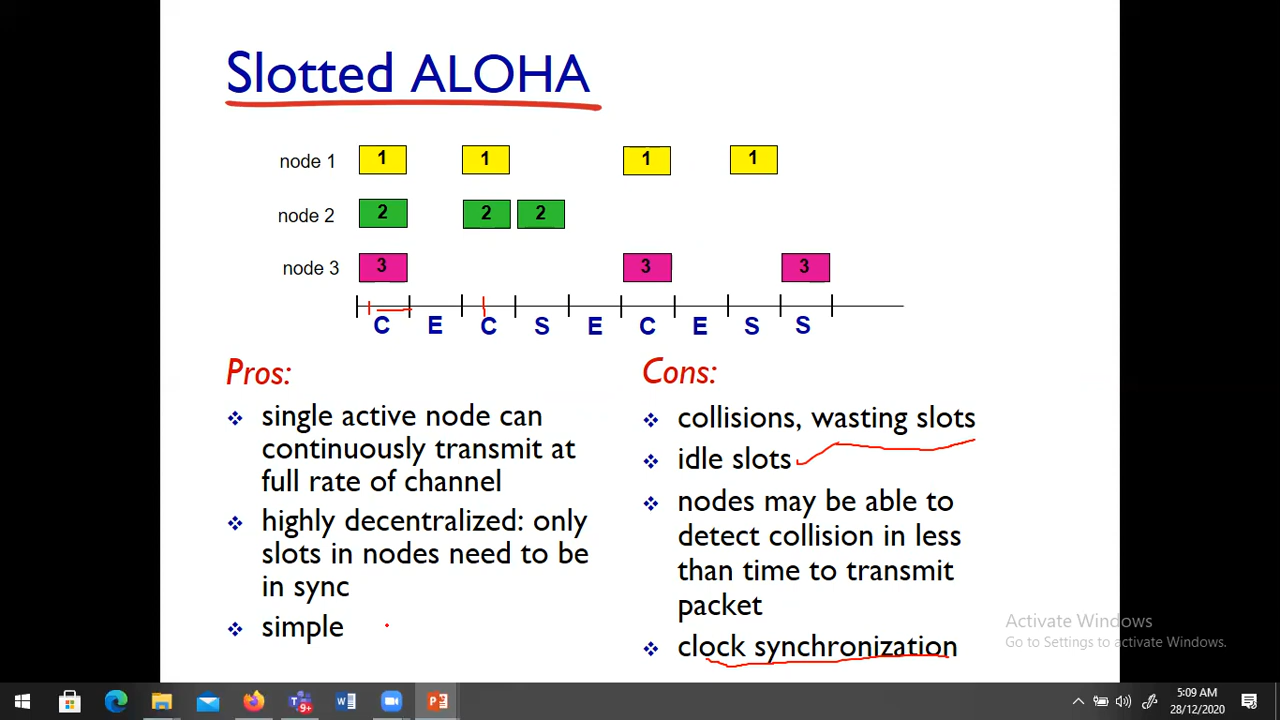 Slotted ALOHA
node 1 1 1 1 1
node 2 2 2 2
node 3 3 3 3
C E C S E C E S S
Pros:
single active node can
continuously transmit at
full rate of channel
highly decentralized: only
slots in nodes need to be
in sync
simple
Cons:
collisions, wasting slots
idle slots
nodes may be able to
detect collision in less
than time to transmit
packet
clock synchronization
Activate Windows
Go to Settings to activate Windows.
9+
5:09 AM
28/12/2020